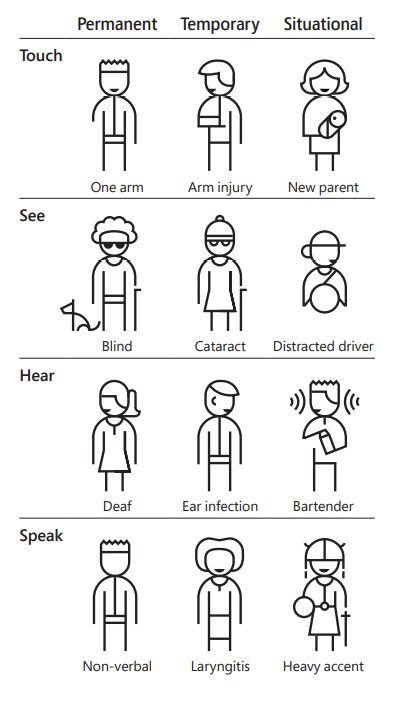 Permanent Temporary Situational
Touch
One arm Arm injury New parent
See
Blind Cataract Distracted driver
Hear
Deaf Ear infection Bartender
Speak
Non-verbal Laryngitis Heavy accent